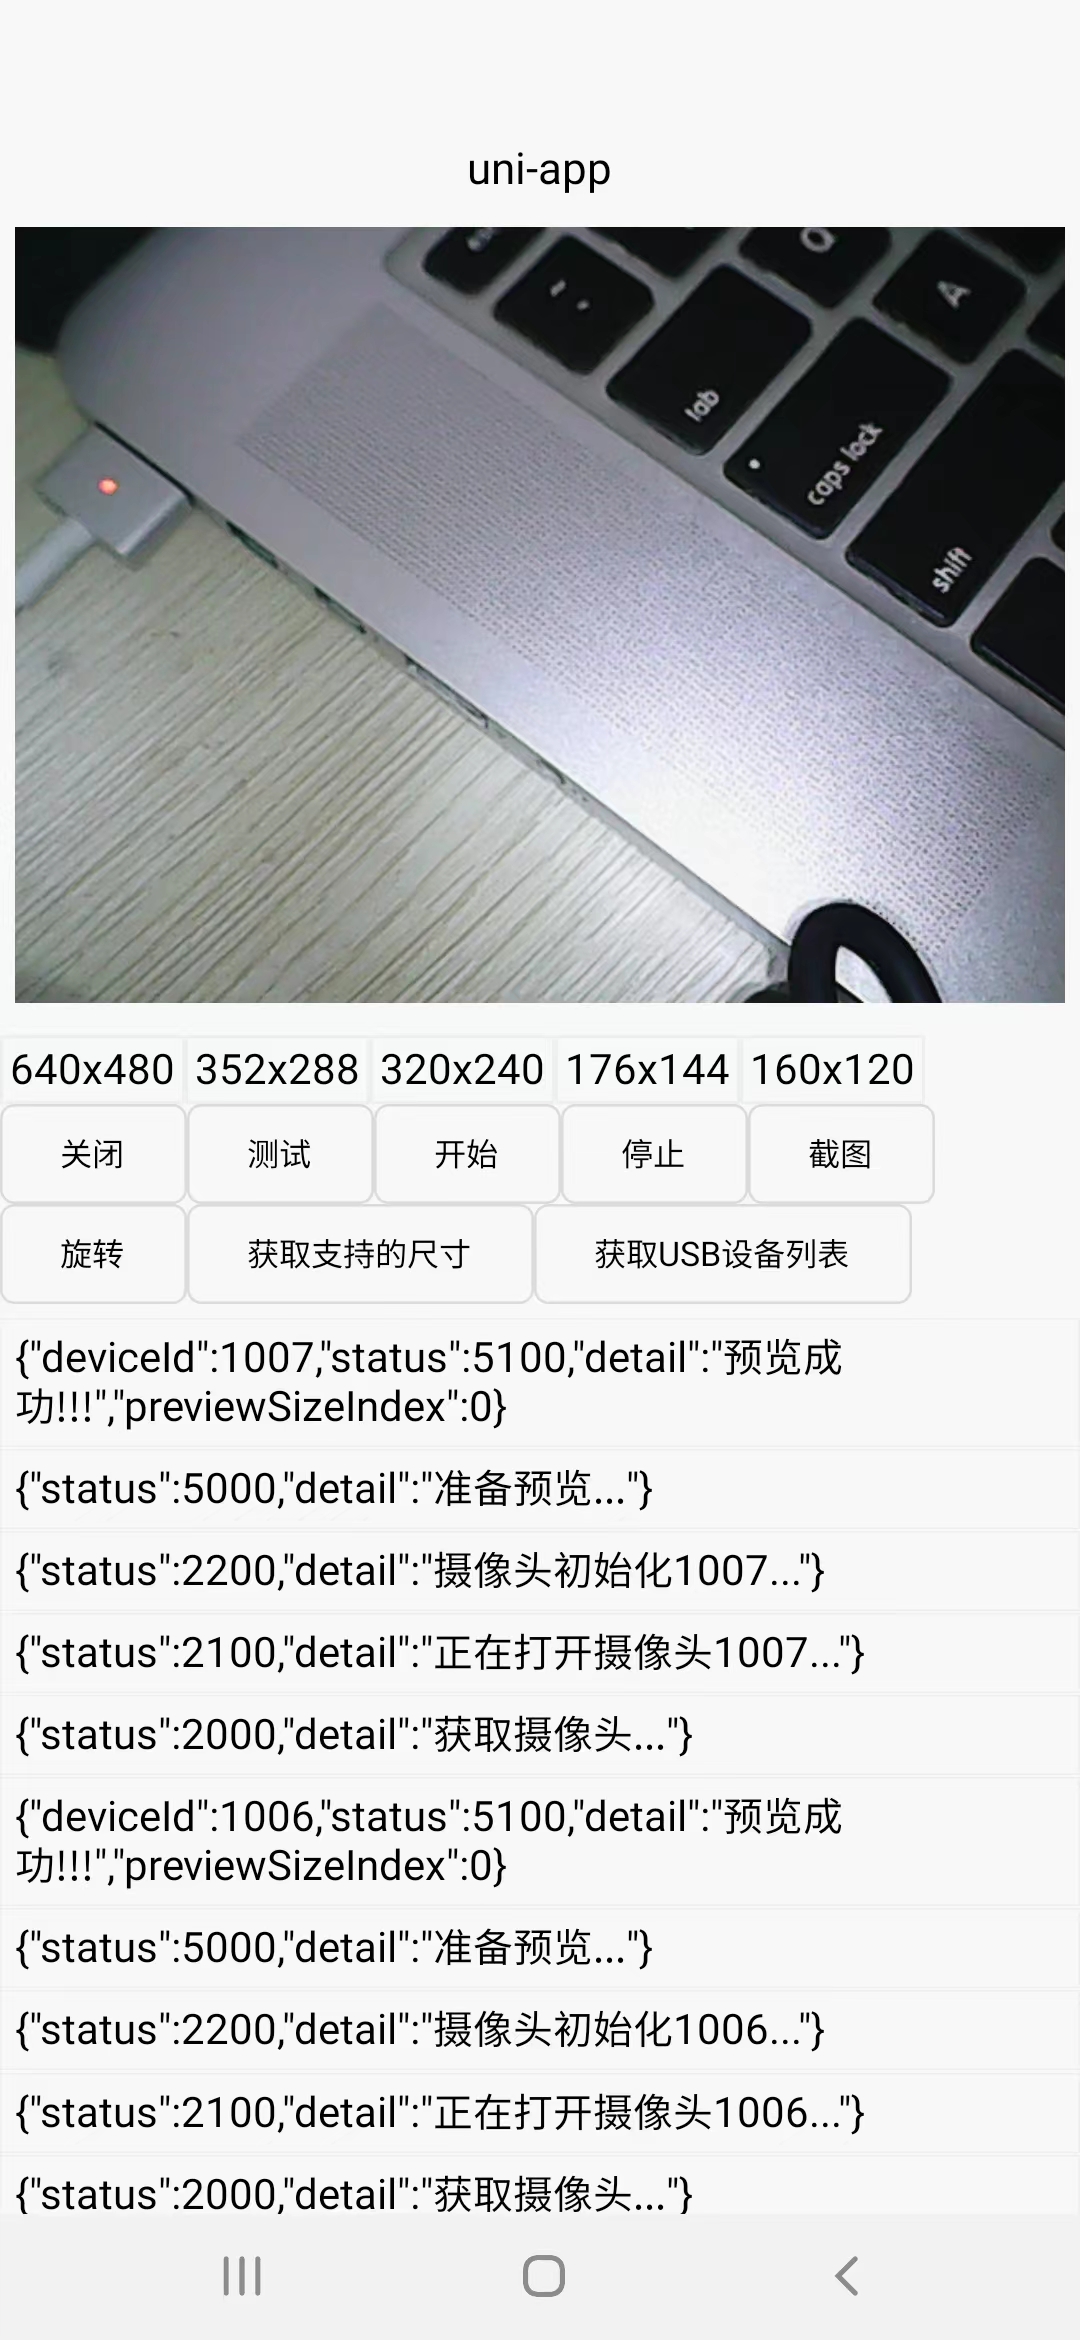 uni-app
Q
A
tab
caps lock
shift
640x480 352x288 320x240 176x144 160x120
关闭 测试 开始 停止 截图
旋转 获取支持的尺寸 获取USB设备列表
{"deviceId":1007,"status":5100,"detail":"预览成
功!!!","previewSizeIndex":0}
{"status":5000,"detail":"准备预览..."}
{"status":2200,"detail":"摄像头初始化1007..."}
{"status":2100,"detail":"正在打开摄像头1007..."}
{"status":2000,"detail":"获取摄像头..."}
{"deviceId":1006,"status":5100,"detail":"预览成
功!!!","previewSizeIndex":0}
{"status":5000,"detail":"准备预览..."}
{"status":2200,"detail":"摄像头初始化1006..."}
{"status":2100,"detail":"正在打开摄像头1006..."}
{"status":2000,"detail":"获取摄像头..."}